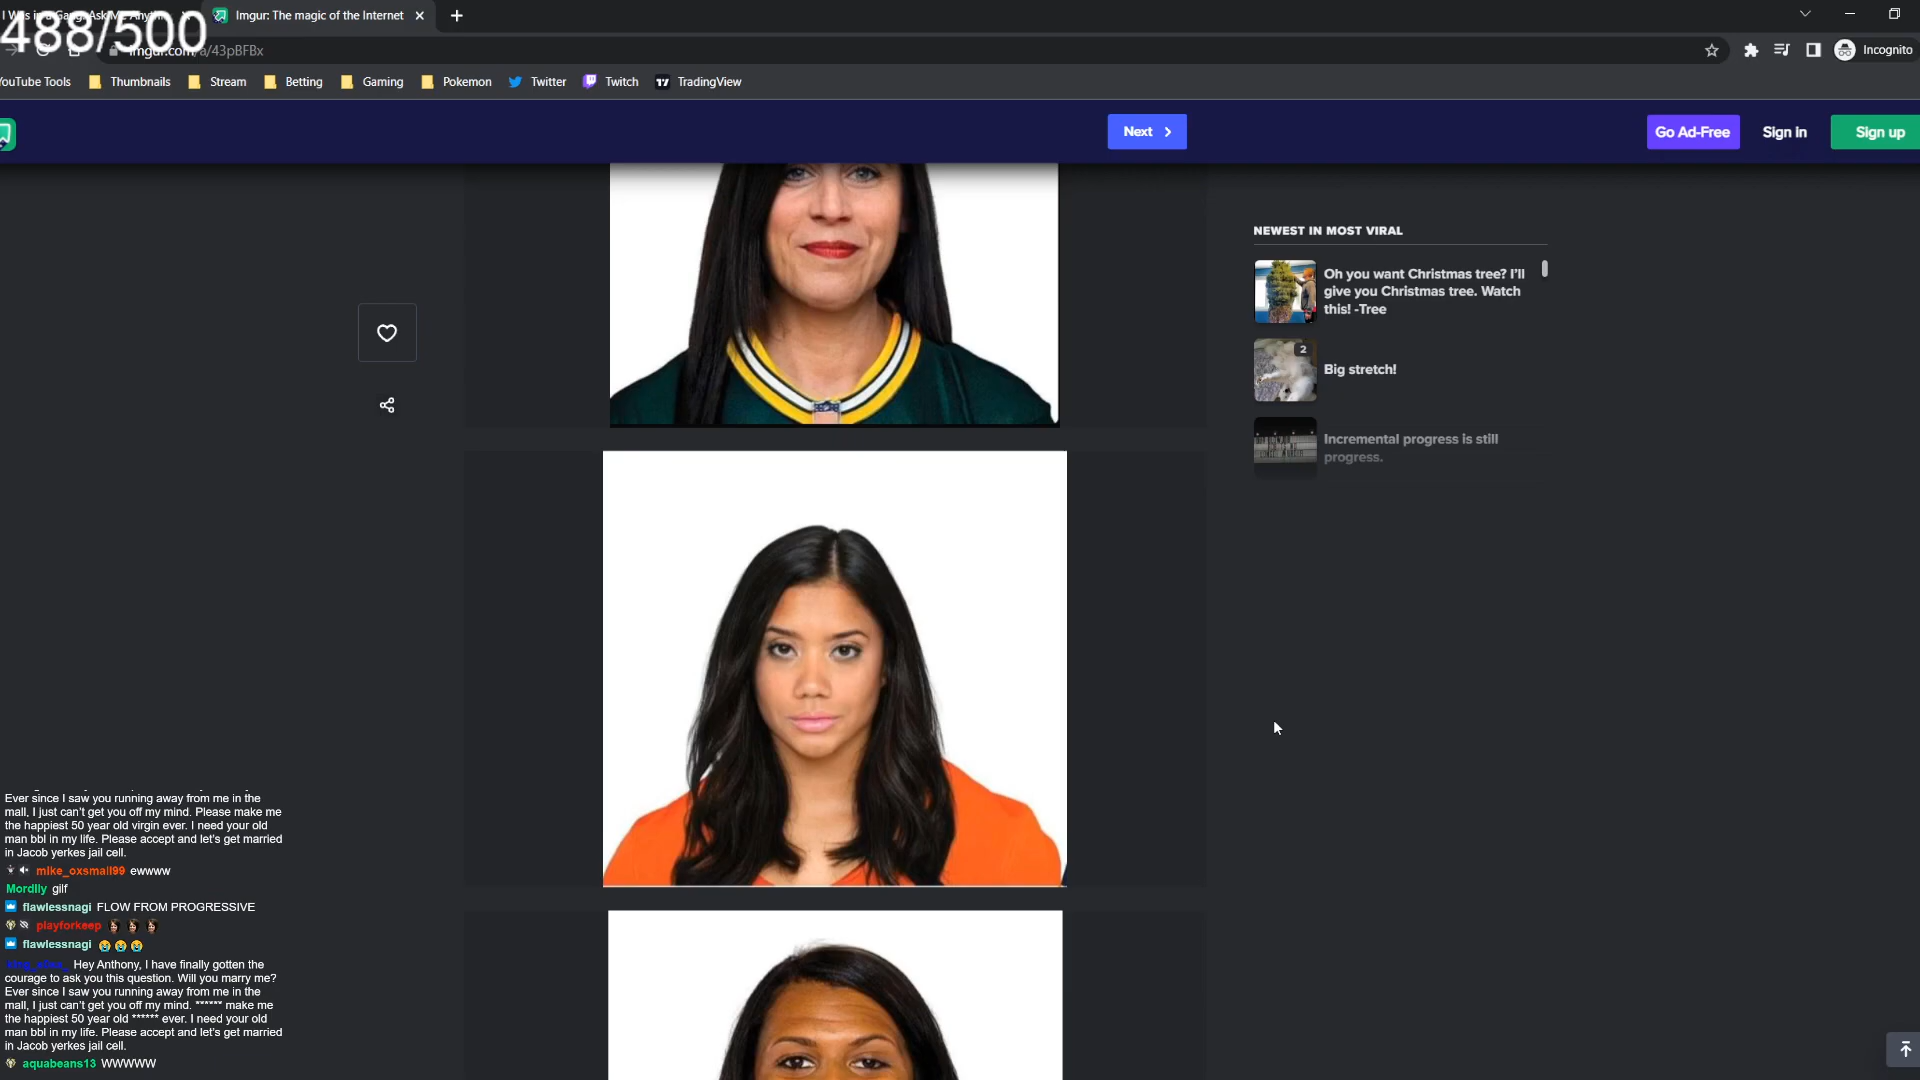 I Was in a Gang, Ask Me Anythi
Imgur: The magic of the Internet
488/500
imgur.com/a/43pBFBx
Incognito
YouTube Tools
Thumbnails
Stream
Betting
Gaming
Pokemon
Twitter
Twitch
TradingView
Next
Go Ad-Free
Sign in
Sign up
NEWEST IN MOST VIRAL
Oh you want Christmas tree? I'll
give you Christmas tree. Watch
this! -Tree
2
Big stretch!
Incremental progress is still
progress.
Ever since I saw you running away from me in the
mall, I just can't get you off my mind. Please make me
the happiest 50 year old virgin ever. I need your old
man bbl in my life. Please accept and let's get married
in Jacob yerkes jail cell.
mike_oxsmall99 ewwww
Mordlly gilf
flawlessnagi FLOW FROM PROGRESSIVE
playforkeep
flawlessnagi
Hey Anthony, I have finally gotten the
courage to ask you this question. Will you marry me?
Ever since I saw you running away from me in the
mall, I just can't get you off my mind. ****** make me
the happiest 50 year old ****** ever. I need your old
man bbl in my life. Please accept and let's get married
in Jacob yerkes jail cell.
aquabeans13 WWWWW